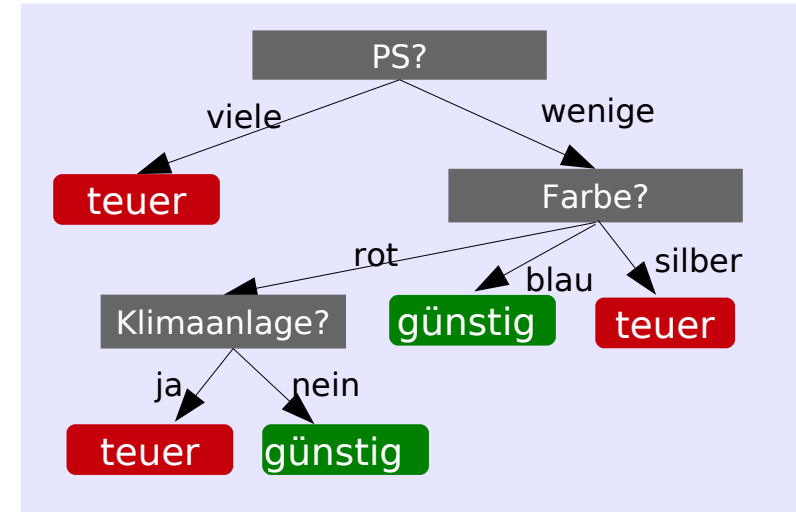 PS?
viele
wenige
teuer
Farbe?
rot
blau
silber
Klimaanlage?
günstig
teuer
ja
nein
teuer
günstig